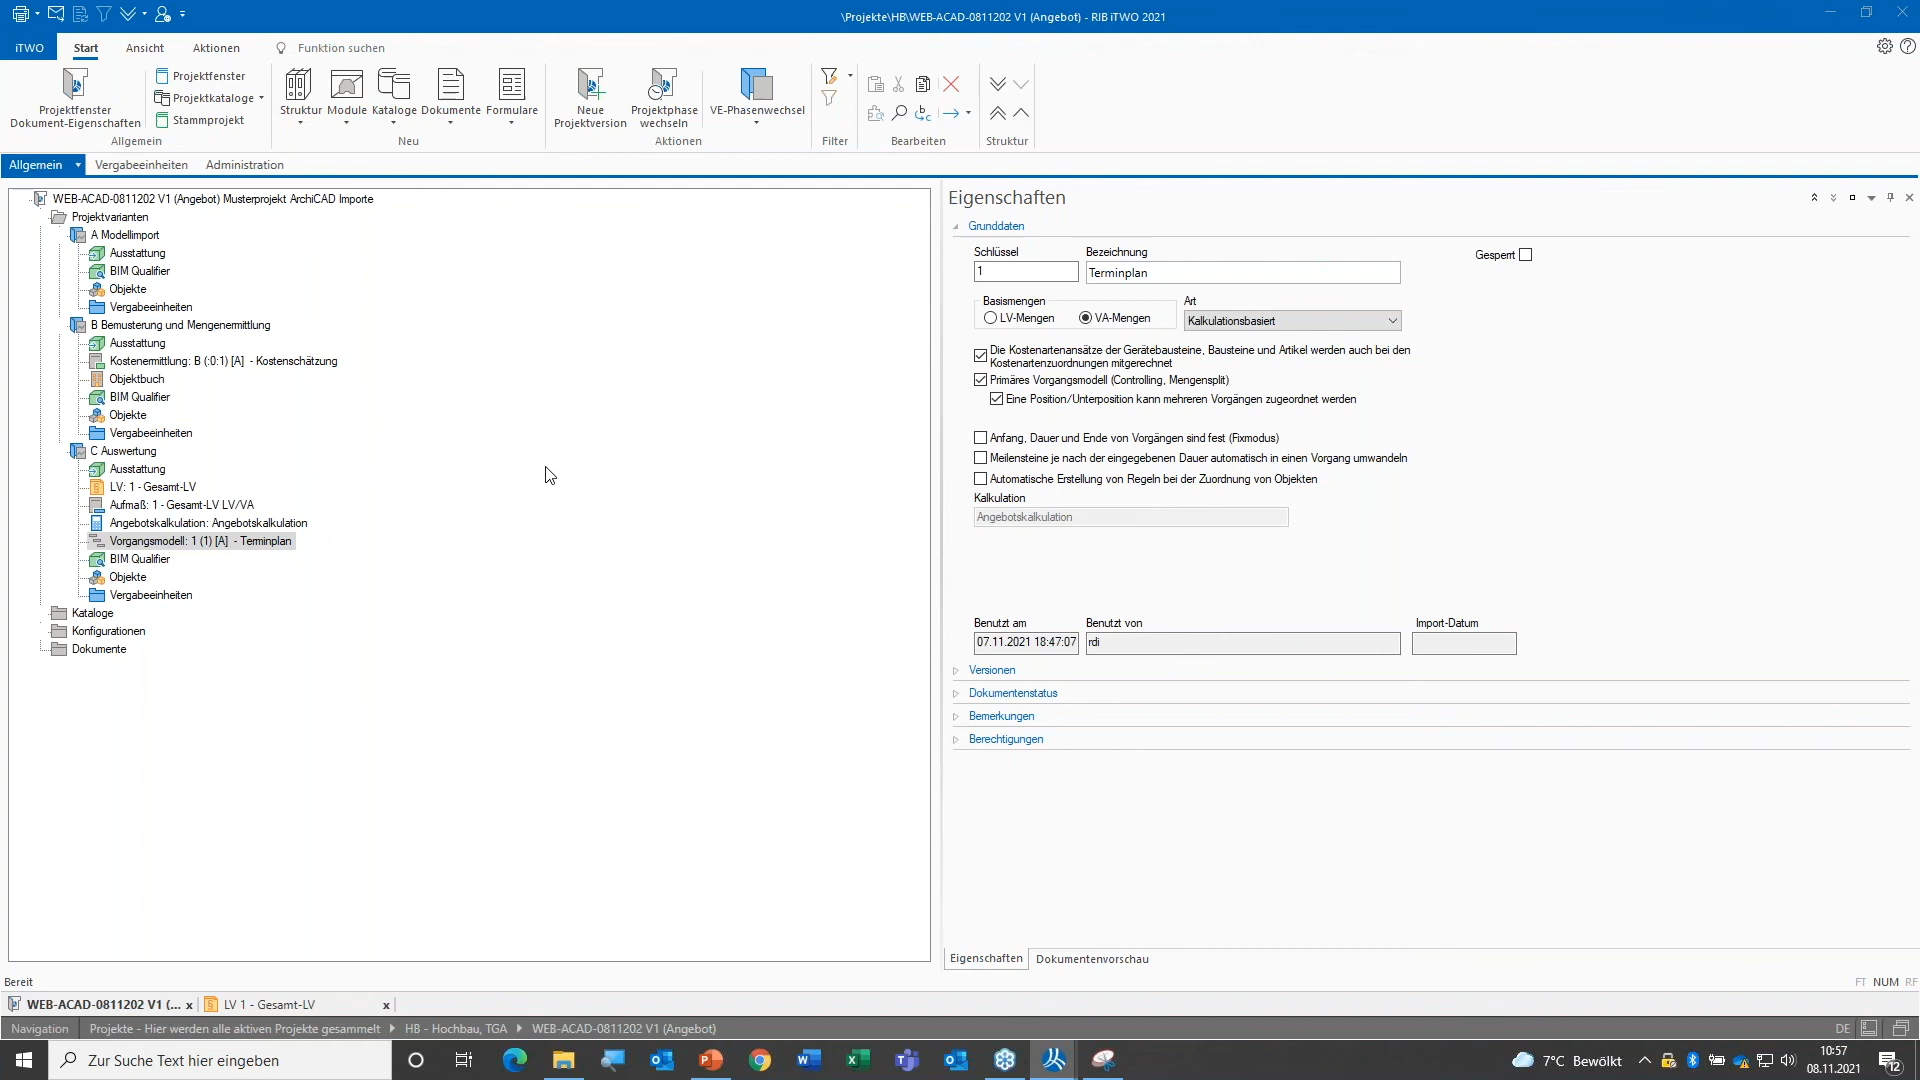 \Projekte\HB\WEB-ACAD-0811202 V1 (Angebot) - RIB iTWO 2021
iTWO Start Ansicht Aktionen Funktion suchen
Projektfenster
Dokument-Eigenschaften
Projektfenster
Projektkataloge
Stammprojekt
Allgemein
Struktur Module Kataloge Dokumente Formulare
Neu
Neue
Projektversion
Projektphase
wechseln
VE-Phasenwechsel
Aktionen
Filter
Bearbeiten
Struktur
Allgemein Vergabeeinheiten Administration
WEB-ACAD-0811202 V1 (Angebot) Musterprojekt ArchiCAD Importe
Projektvarianten
A Modellimport
Ausstattung
BIM Qualifier
Objekte
Vergabeeinheiten
B Bemusterung und Mengenermittlung
Ausstattung
Kostenermittlung: B (:0:1) [A] - Kostenschätzung
Objektbuch
BIM Qualifier
Objekte
Vergabeeinheiten
C Auswertung
Ausstattung
LV: 1 - Gesamt-LV
Aufmaß: 1 - Gesamt-LV LV/VA
Angebotskalkulation: Angebotskalkulation
Vorgangsmodell: 1 (1) [A] - Terminplan
BIM Qualifier
Objekte
Vergabeeinheiten
Kataloge
Konfigurationen
Dokumente
Eigenschaften
Grunddaten
Schlüssel Bezeichnung Gesperrt
1 Terminplan
Basismengen Art
LV-Mengen VA-Mengen Kalkulationsbasiert
Die Kostenartenansätze der Gerätebausteine, Bausteine und Artikel werden auch bei den
Kostenartenzuordnungen mitgerechnet
Primäres Vorgangsmodell (Controlling, Mengensplit)
Eine Position/Unterposition kann mehreren Vorgängen zugeordnet werden
Anfang, Dauer und Ende von Vorgängen sind fest (Fixmodus)
Meilensteine je nach der eingegebenen Dauer automatisch in einen Vorgang umwandeln
Automatische Erstellung von Regeln bei der Zuordnung von Objekten
Kalkulation
Angebotskalkulation
Benutzt am Benutzt von Import-Datum
07.11.2021 18:47:07 rdi
Versionen
Dokumentenstatus
Bemerkungen
Berechtigungen
Eigenschaften Dokumentenvorschau
Bereit FT NUM RF
WEB-ACAD-0811202 V1 (... x LV 1 - Gesamt-LV x
Navigation Projekte - Hier werden alle aktiven Projekte gesammelt HB - Hochbau, TGA WEB-ACAD-0811202 V1 (Angebot) DE
Zur Suche Text hier eingeben
7°C Bewölkt
10:57
08.11.2021
12